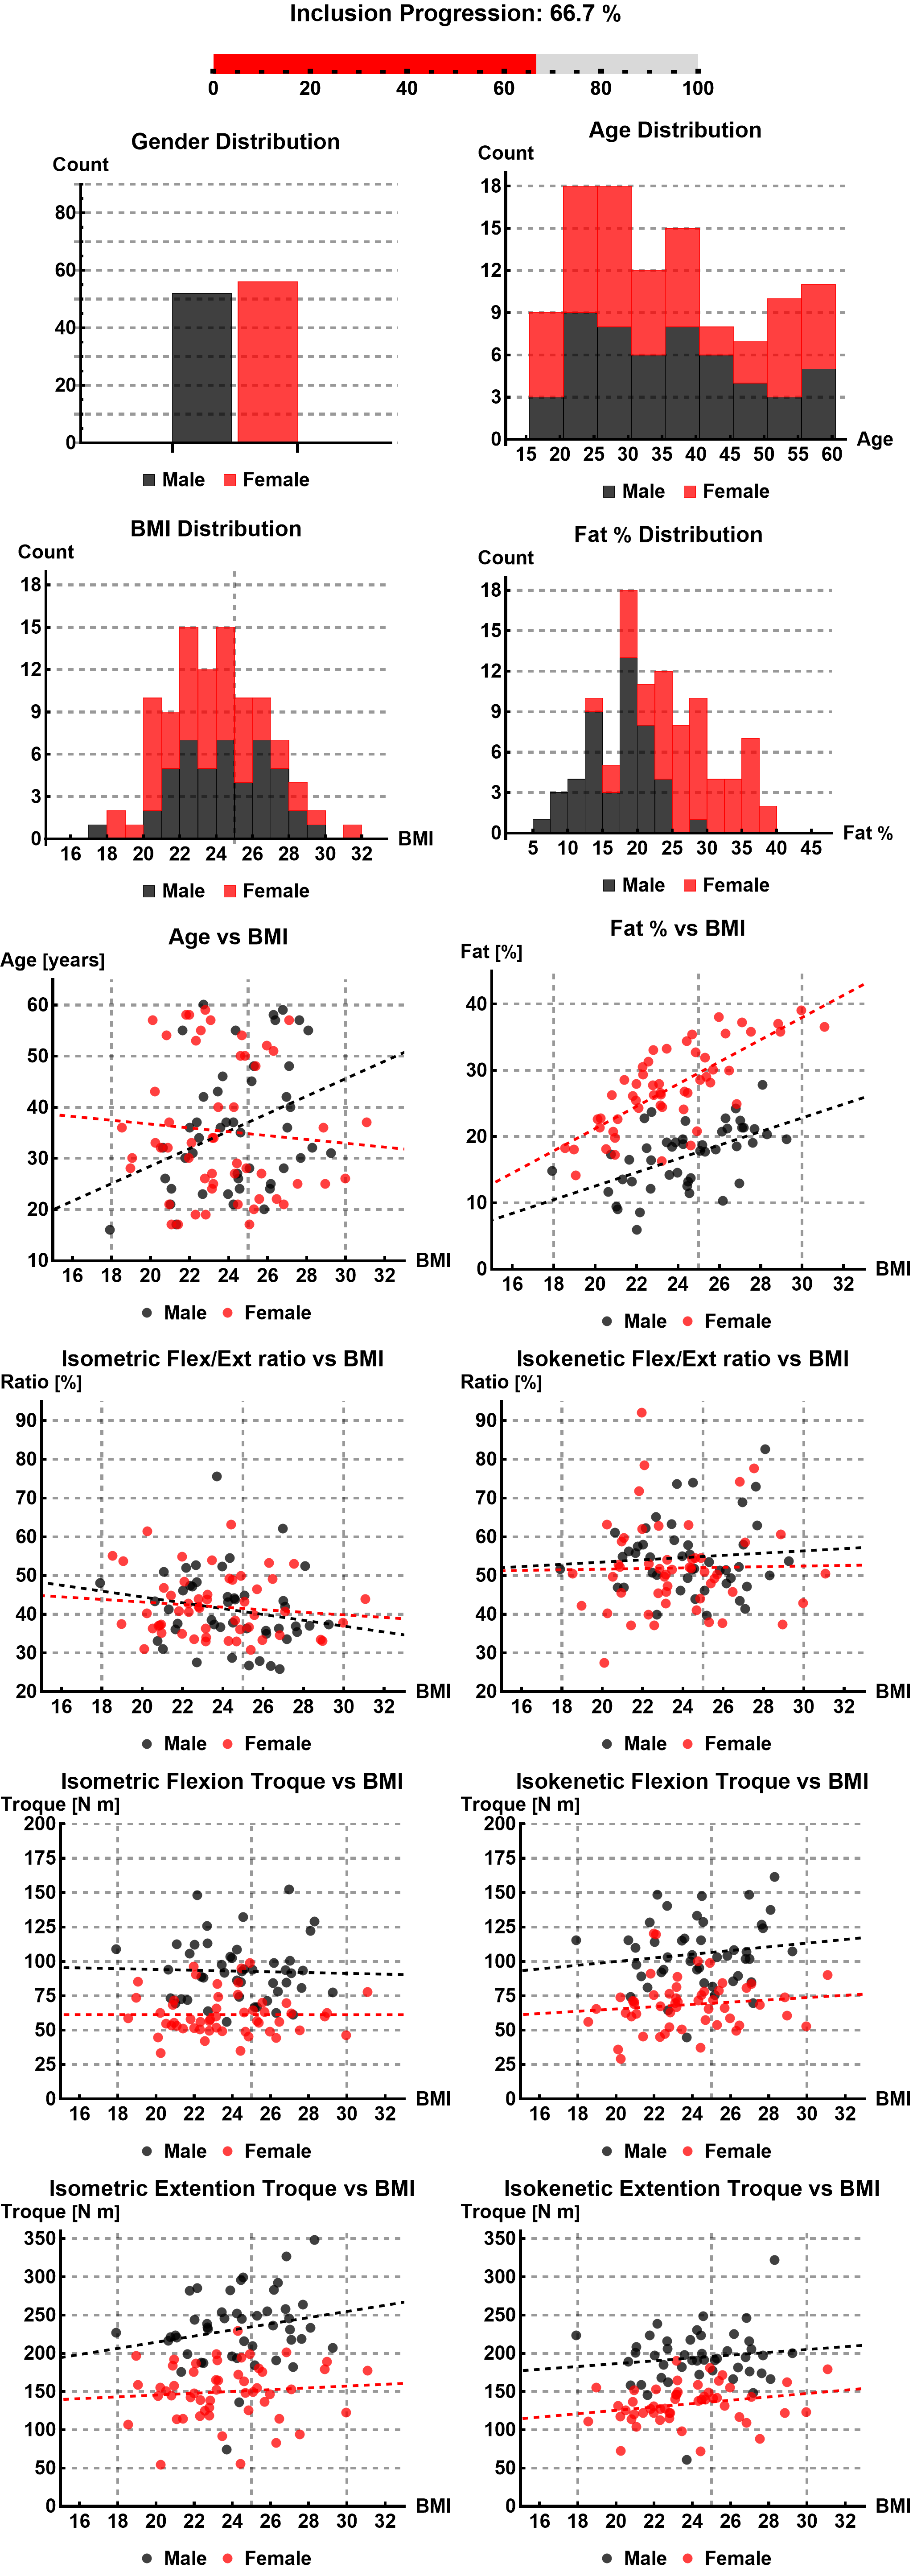 Inclusion Progression: 66.7 %
0 20 40 60 80 100
Gender Distribution
Count
80
60
40
20
0
Male Female
Age Distribution
Count
18
15
12
9
6
3
0
15 20 25 30 35 40 45 50 55 60
Age
Male Female
BMI Distribution
Count
18
15
12
9
6
3
0
16 18 20 22 24 26 28 30 32
BMI
Male Female
Fat % Distribution
Count
18
15
12
9
6
3
0
5 10 15 20 25 30 35 40 45
Fat %
Male Female
Age vs BMI
Age [years]
60
50
40
30
20
10
16 18 20 22 24 26 28 30 32
BMI
Male Female
Fat % vs BMI
Fat [%]
40
30
20
10
0
16 18 20 22 24 26 28 30 32
BMI
Male Female
Isometric Flex/Ext ratio vs BMI
Ratio [%]
90
80
70
60
50
40
30
20
16 18 20 22 24 26 28 30 32
BMI
Male Female
Isokenetic Flex/Ext ratio vs BMI
Ratio [%]
90
80
70
60
50
40
30
20
16 18 20 22 24 26 28 30 32
BMI
Male Female
Isometric Flexion Troque vs BMI
Troque [N m]
200
175
150
125
100
75
50
25
0
16 18 20 22 24 26 28 30 32
BMI
Male Female
Isokenetic Flexion Troque vs BMI
Troque [N m]
200
175
150
125
100
75
50
25
0
16 18 20 22 24 26 28 30 32
BMI
Male Female
Isometric Extention Troque vs BMI
Troque [N m]
350
300
250
200
150
100
50
0
16 18 20 22 24 26 28 30 32
BMI
Male Female
Isokenetic Extention Troque vs BMI
Troque [N m]
350
300
250
200
150
100
50
0
16 18 20 22 24 26 28 30 32
BMI
Male Female